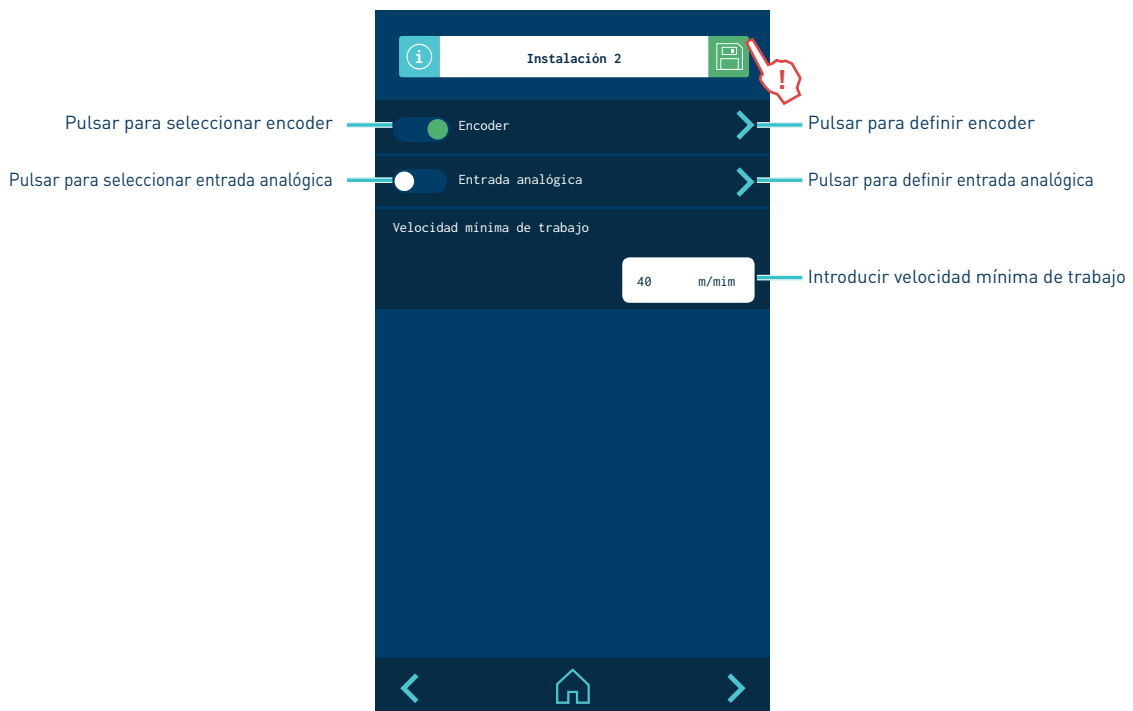 i
Instalación 2
!
Pulsar para seleccionar encoder
Encoder
Pulsar para definir encoder
Pulsar para seleccionar entrada analógica
Entrada analógica
Pulsar para definir entrada analógica
Velocidad mínima de trabajo
40 m/mim
Introducir velocidad mínima de trabajo